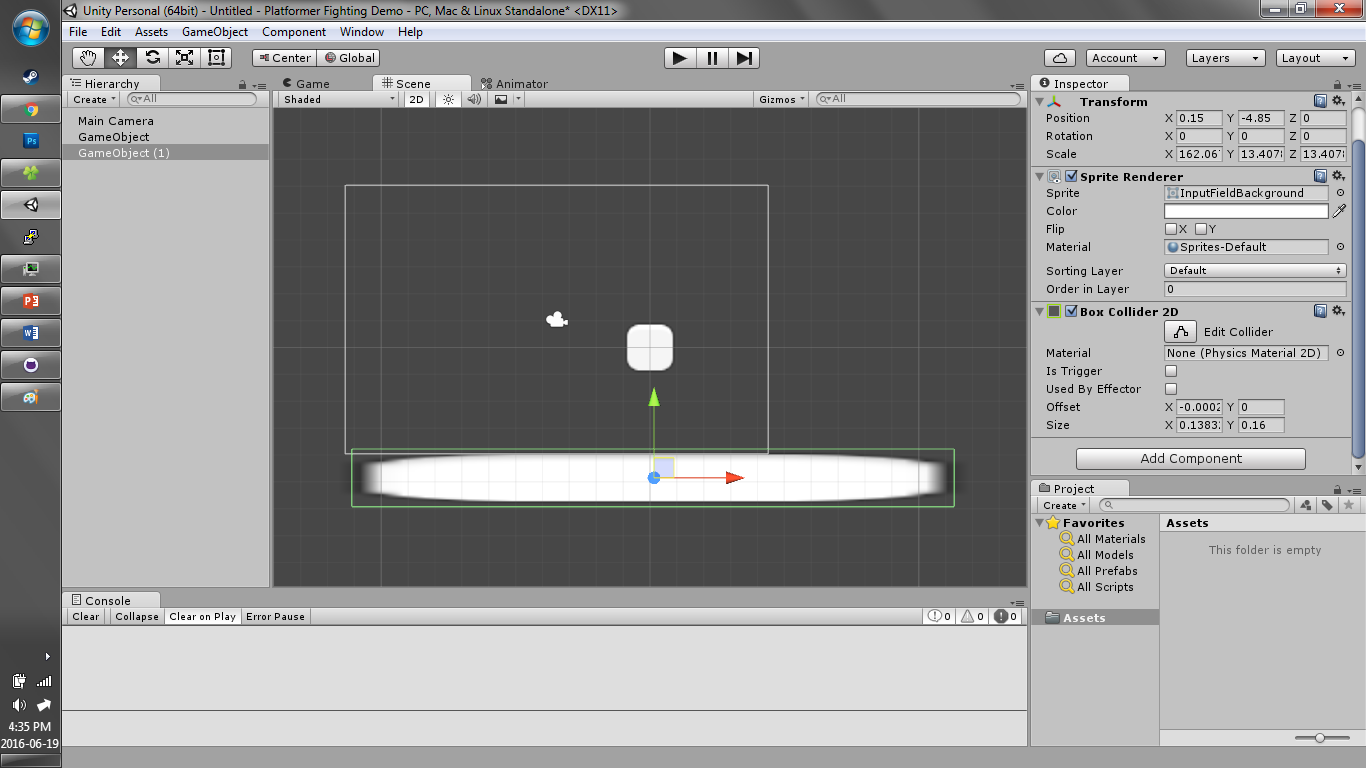 Unity Personal (64bit) - Untitled - Platformer Fighting Demo - PC, Mac & Linux Standalone* <DX11>
File Edit Assets GameObject Component Window Help
Center Global Account Layers Layout
Hierarchy
Create All
Main Camera
GameObject
GameObject (1)
Game Scene Animator
Shaded 2D Gizmos All
Inspector
Transform
Position X 0.15 Y -4.85 Z 0
Rotation X 0 Y 0 Z 0
Scale X 162.06 Y 13.407 Z 13.407
Sprite Renderer
Sprite InputFieldBackground
Color
Flip X Y
Material Sprites-Default
Sorting Layer Default
Order in Layer 0
Box Collider 2D
Edit Collider
Material None (Physics Material 2D)
Is Trigger
Used By Effector
Offset X -0.0002 Y 0
Size X 0.1383 Y 0.16
Add Component
Project
Create
Favorites
All Materials
All Models
All Prefabs
All Scripts
Assets
Assets
This folder is empty
Console
Clear Collapse Clear on Play Error Pause 0 0 0
Ps
P3
W
4:35 PM
2016-06-19